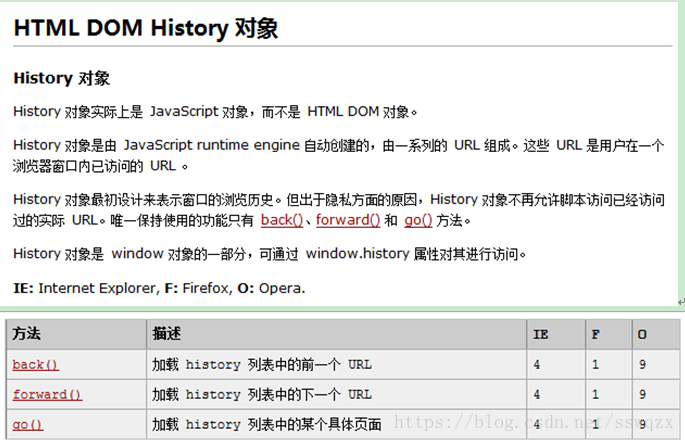 HTML DOM History 对象
History 对象
History 对象实际上是 JavaScript 对象，而不是 HTML DOM 对象。
History 对象是由 JavaScript runtime engine 自动创建的，由一系列的 URL 组成。这些 URL 是用户在一个
浏览器窗口内已访问的 URL 。
History 对象最初设计来表示窗口的浏览历史。但出于隐私方面的原因，History 对象不再允许脚本访问已经访问
过的实际 URL。唯一保持使用的功能只有 back()、forward() 和 go() 方法。
History 对象是 window 对象的一部分，可通过 window.history 属性对其进行访问。
IE: Internet Explorer, F: Firefox, O: Opera.
方法 描述 IE F O
back() 加载 history 列表中的前一个 URL 4 1 9
forward() 加载 history 列表中的下一个 URL 4 1 9
go() 加载 history 列表中的某个具体页面 4 1 9
https://blog.csdn.net/sswqzx